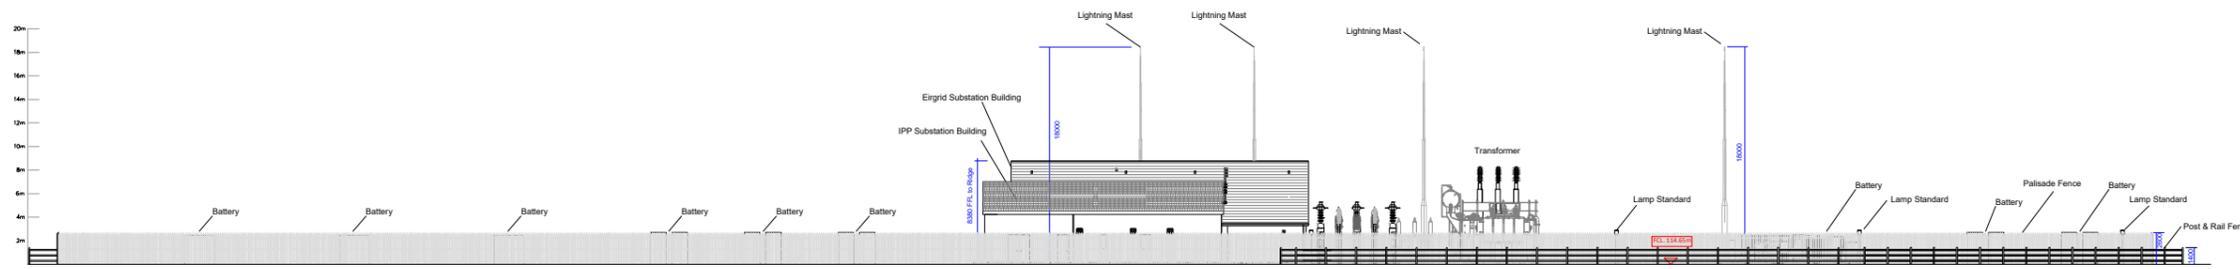 Lightning Mast
Lightning Mast
Lightning Mast
Lightning Mast
20m
18m
16m
14m
12m
10m
8m
6m
4m
2m
Eirgrid Substation Building
IPP Substation Building
18000
8380 FFL to Ridge
Transformer
18000
Battery
Battery
Battery
Battery
Battery
Battery
Lamp Standard
Battery
Lamp Standard
Battery
Palisade Fence
Battery
Lamp Standard
Post & Rail Fen
FCL. 114.65m
2600
1400